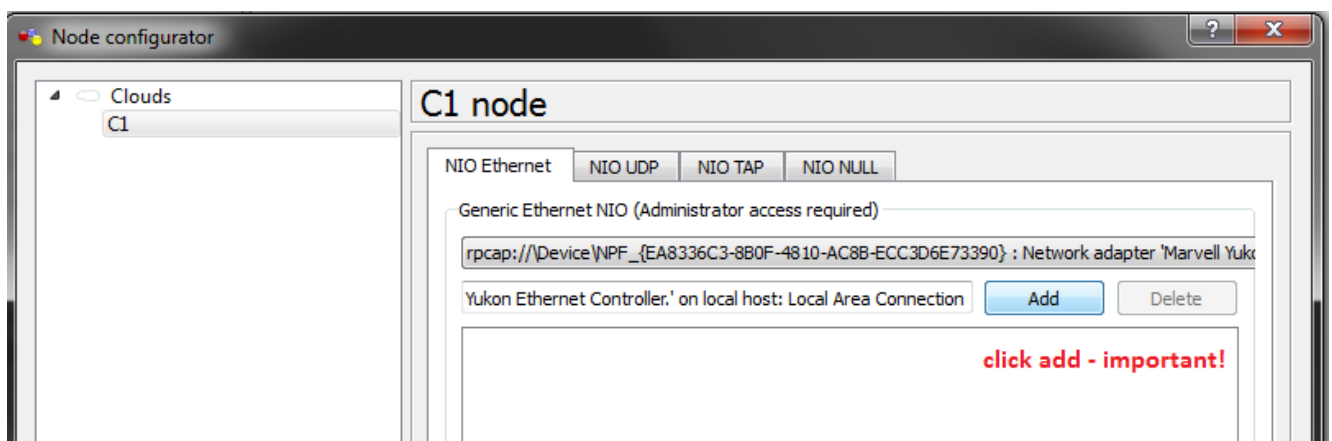 Node configurator
?
X
Clouds
C1
C1 node
NIO Ethernet NIO UDP NIO TAP NIO NULL
Generic Ethernet NIO (Administrator access required)
rpcap://\Device\NPF_{EA8336C3-8B0F-4810-AC8B-ECC3D6E73390} : Network adapter 'Marvell Yuk
Yukon Ethernet Controller.' on local host: Local Area Connection Add Delete
click add - important!